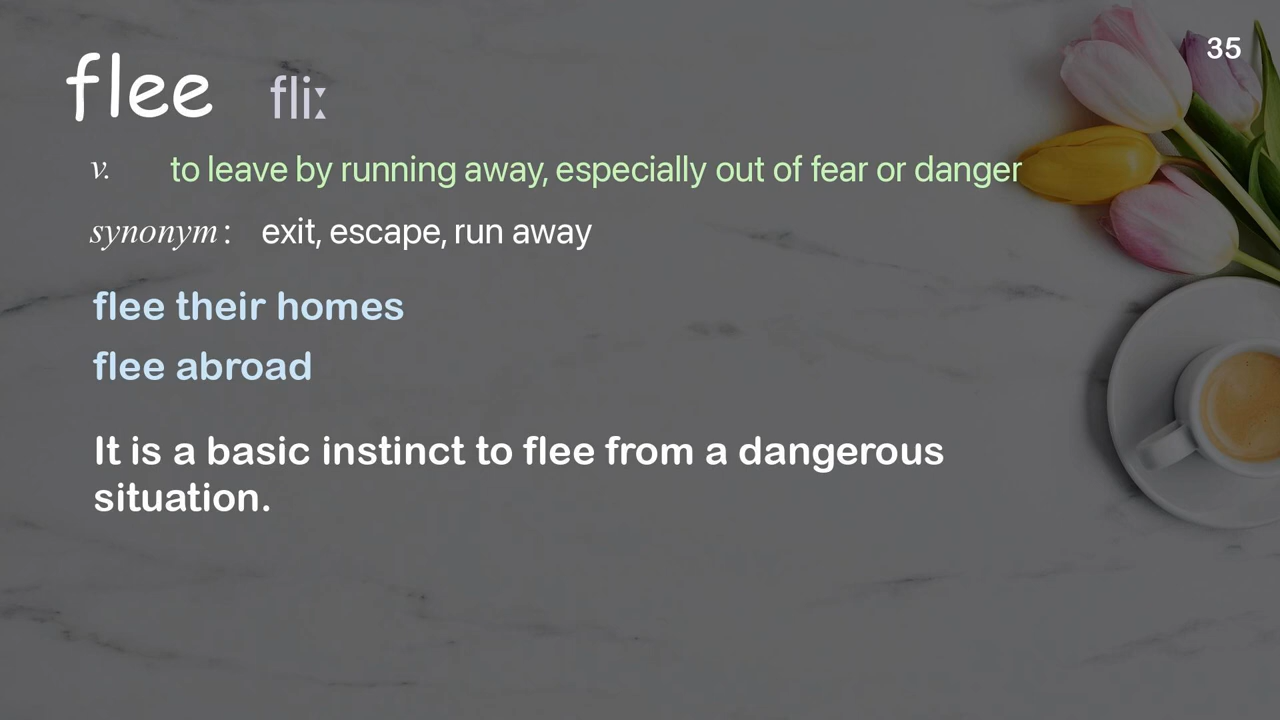 35
flee fliː
v. to leave by running away, especially out of fear or danger
synonym: exit, escape, run away
flee their homes
flee abroad
It is a basic instinct to flee from a dangerous
situation.